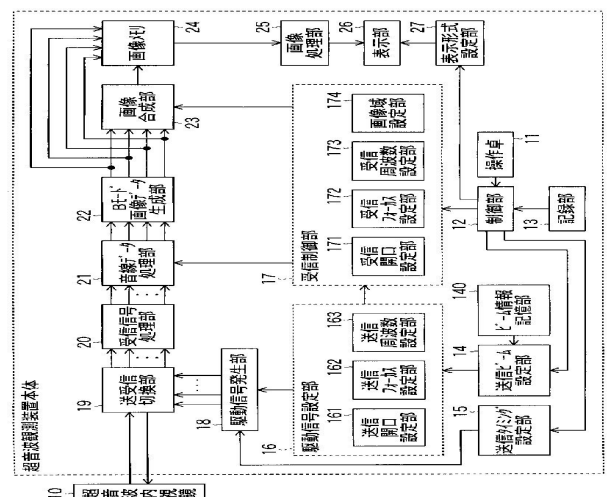 超音波観測装置本体
10
超音波
内視鏡
19
送受信
切換部
20
受信信号
処理部
21
音線データ
処理部
22
Bモード
画像データ
生成部
23
画像
合成部
24
画像メモリ
25
画像
処理部
26
表示部
27
表示形式
設定部
18
駆動信号発生部
16
駆動信号設定部
161
送信
開口
設定部
162
送信
フォーカス
設定部
163
送信
周波数
設定部
17
受信制御部
171
受信
開口
設定部
172
受信
フォーカス
設定部
173
受信
周波数
設定部
174
画像域
設定部
15
送信タイミング
設定部
14
送信ビーム
設定部
140
ビーム情報
記憶部
12
制御部
11
操作卓
13
記録部